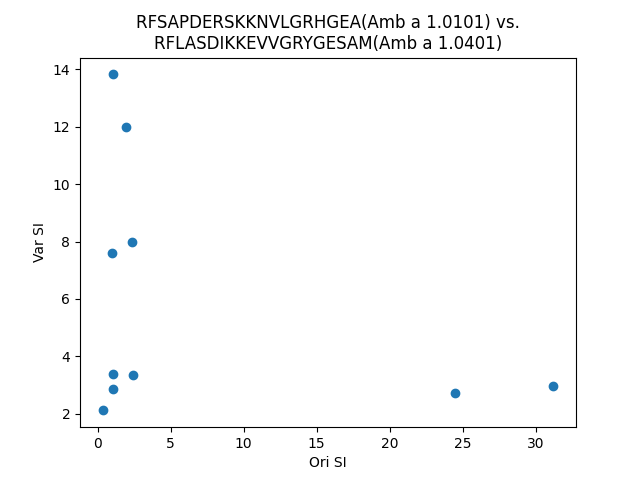 RFSAPDERSKKNVLGRHGEA(Amb a 1.0101) vs.
RFLASDIKKEVVGRYGESAM(Amb a 1.0401)
14
12
10
8
6
4
2
Var SI
0 5 10 15 20 25 30
Ori SI